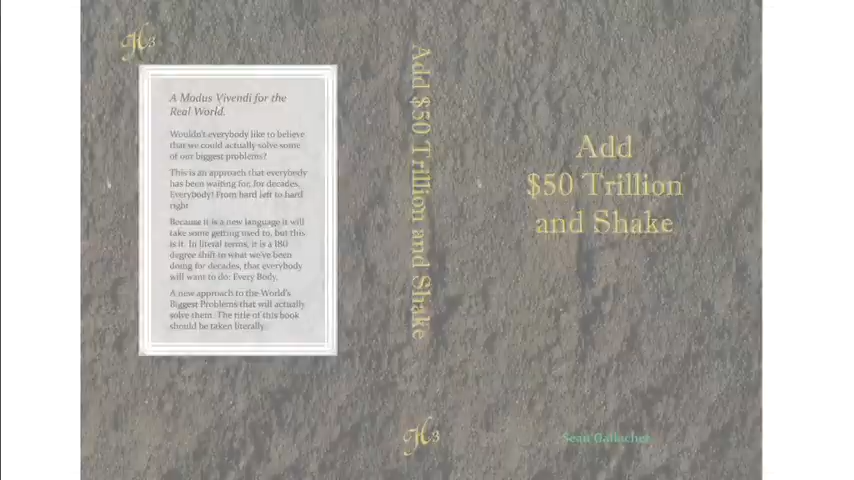 H3
A Modus Vivendi for the
Real World.
Wouldn't everybody like to believe
that we could actually solve some
of our biggest problems?
This is an approach that everybody
has been waiting for, for decades.
Everybody! From hard left to hard
right.
Because it is a new language it will
take some getting used to, but this
is it. In literal terms, it is a 180
degree shift to what we've been
doing for decades, that everybody
will want to do: Every Body.
A new approach to the World's
Biggest Problems that will actually
solve them. The title of this book
should be taken literally.
Add $50 Trillion and Shake
H3
Add
$50 Trillion
and Shake
Sean Gallacher